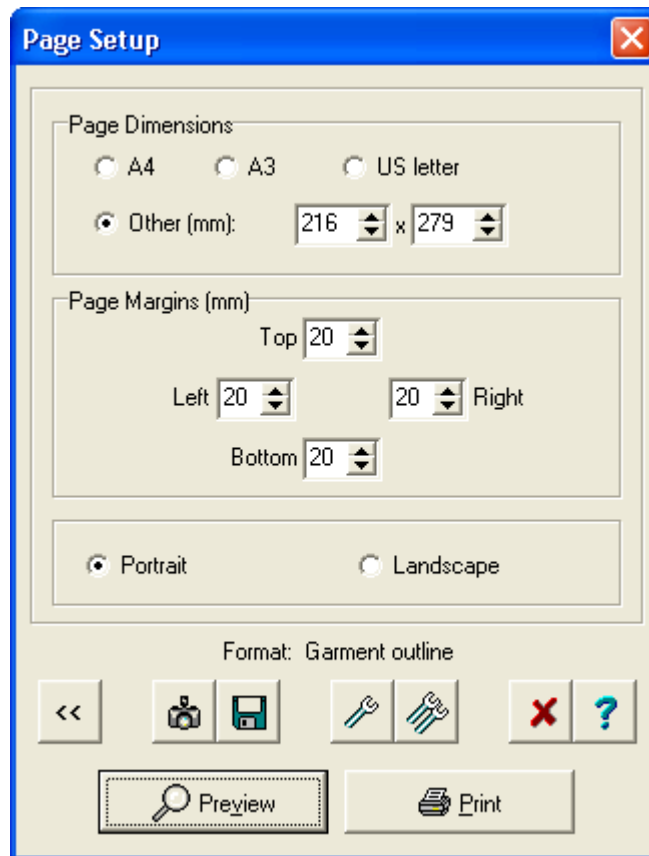 Page Setup
Page Dimensions
A4 A3 US letter
Other (mm): 216 x 279
Page Margins (mm)
Top 20
Left 20 20 Right
Bottom 20
Portrait Landscape
Format: Garment outline
<< ?
Preview Print